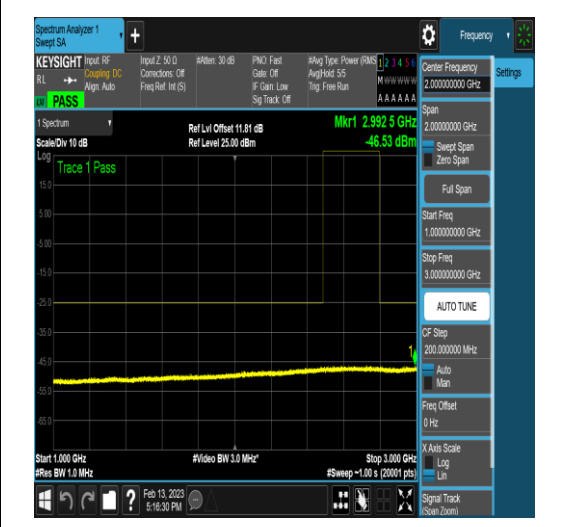 Spectrum Analyzer 1
Swept SA
Frequency
KEYSIGHT
RL
PASS
Input: RF
Coupling: DC
Align: Auto
Input Z: 50 Ω
Corrections: Off
Freq Ref: Int (S)
#Atten: 30 dB
PNO: Fast
Gate: Off
IF Gain: Low
Sig Track: Off
#Avg Type: Power (RMS
Avg|Hold: 5/5
Trig: Free Run
1 2 3 4 5 6
M W W W W W
A A A A A A
Center Frequency
2.000000000 GHz
Settings
Span
2.00000000 GHz
Swept Span
Zero Span
Full Span
Start Freq
1.000000000 GHz
Stop Freq
3.000000000 GHz
AUTO TUNE
CF Step
200.000000 MHz
Auto
Man
Freq Offset
0 Hz
X Axis Scale
Log
Lin
Signal Track
(Span Zoom)
1 Spectrum
Scale/Div 10 dB
Ref Lvl Offset 11.81 dB
Ref Level 25.00 dBm
Mkr1 2.992 5 GHz
-46.53 dBm
Log
Trace 1 Pass
15.0
5.00
-5.00
-15.0
-25.0
-35.0
-45.0
-55.0
-65.0
1
Start 1.000 GHz
#Res BW 1.0 MHz
#Video BW 3.0 MHz*
Stop 3.000 GHz
#Sweep ~1.00 s (20001 pts)
Feb 13, 2023
5:16:30 PM